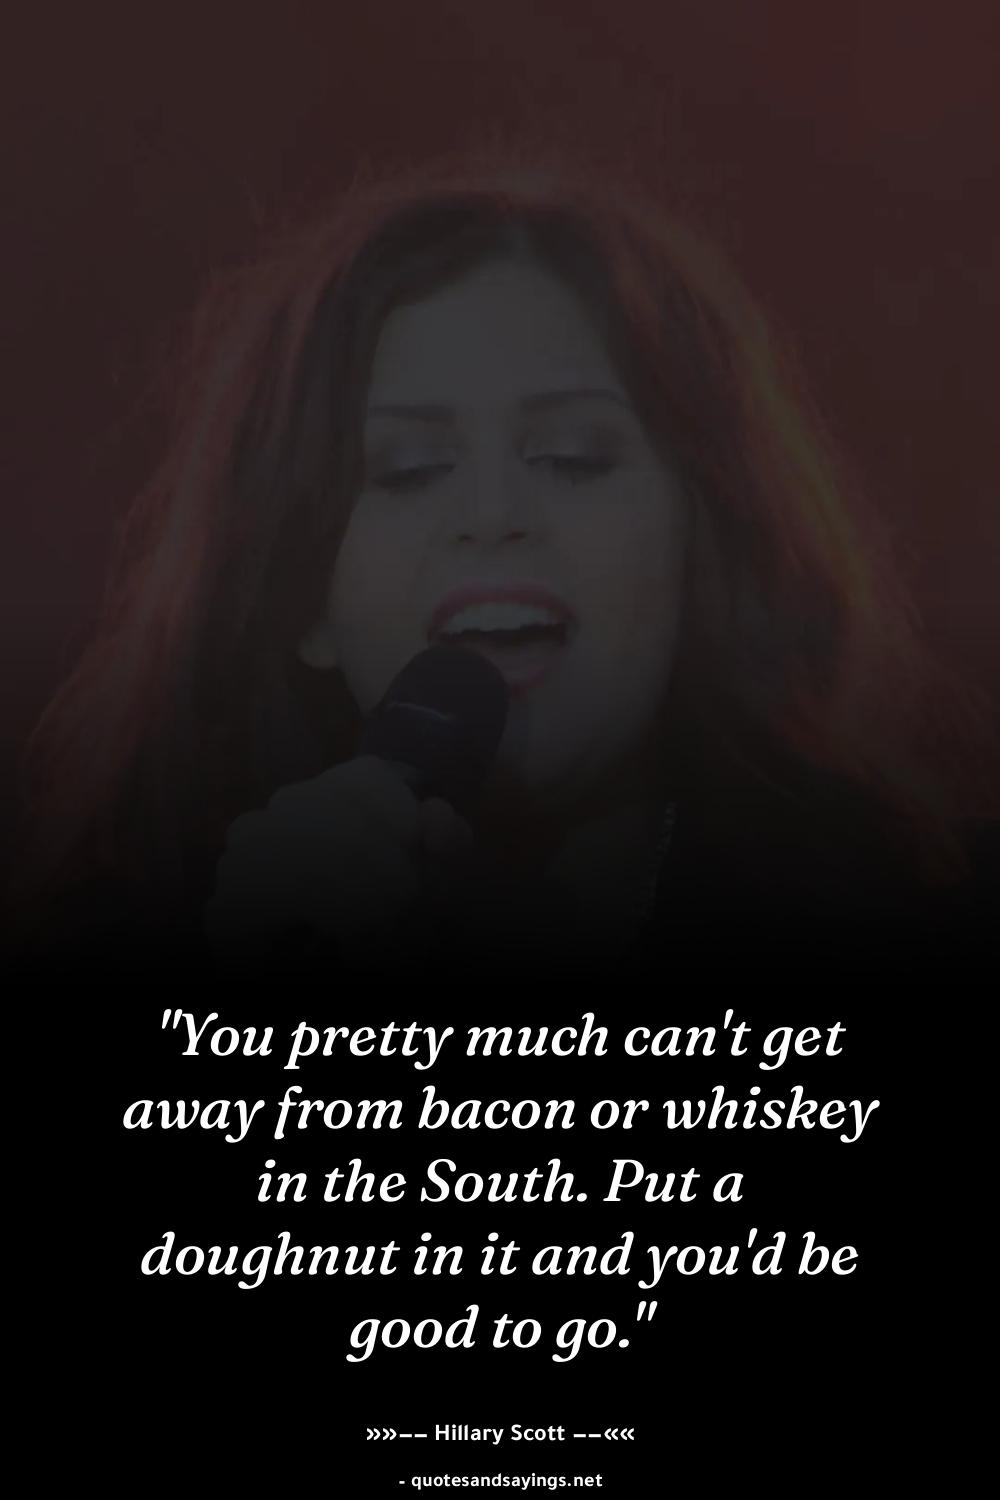 "You pretty much can't get
away from bacon or whiskey
in the South. Put a
doughnut in it and you'd be
good to go."
»»–– Hillary Scott ––««
- quotesandsayings.net